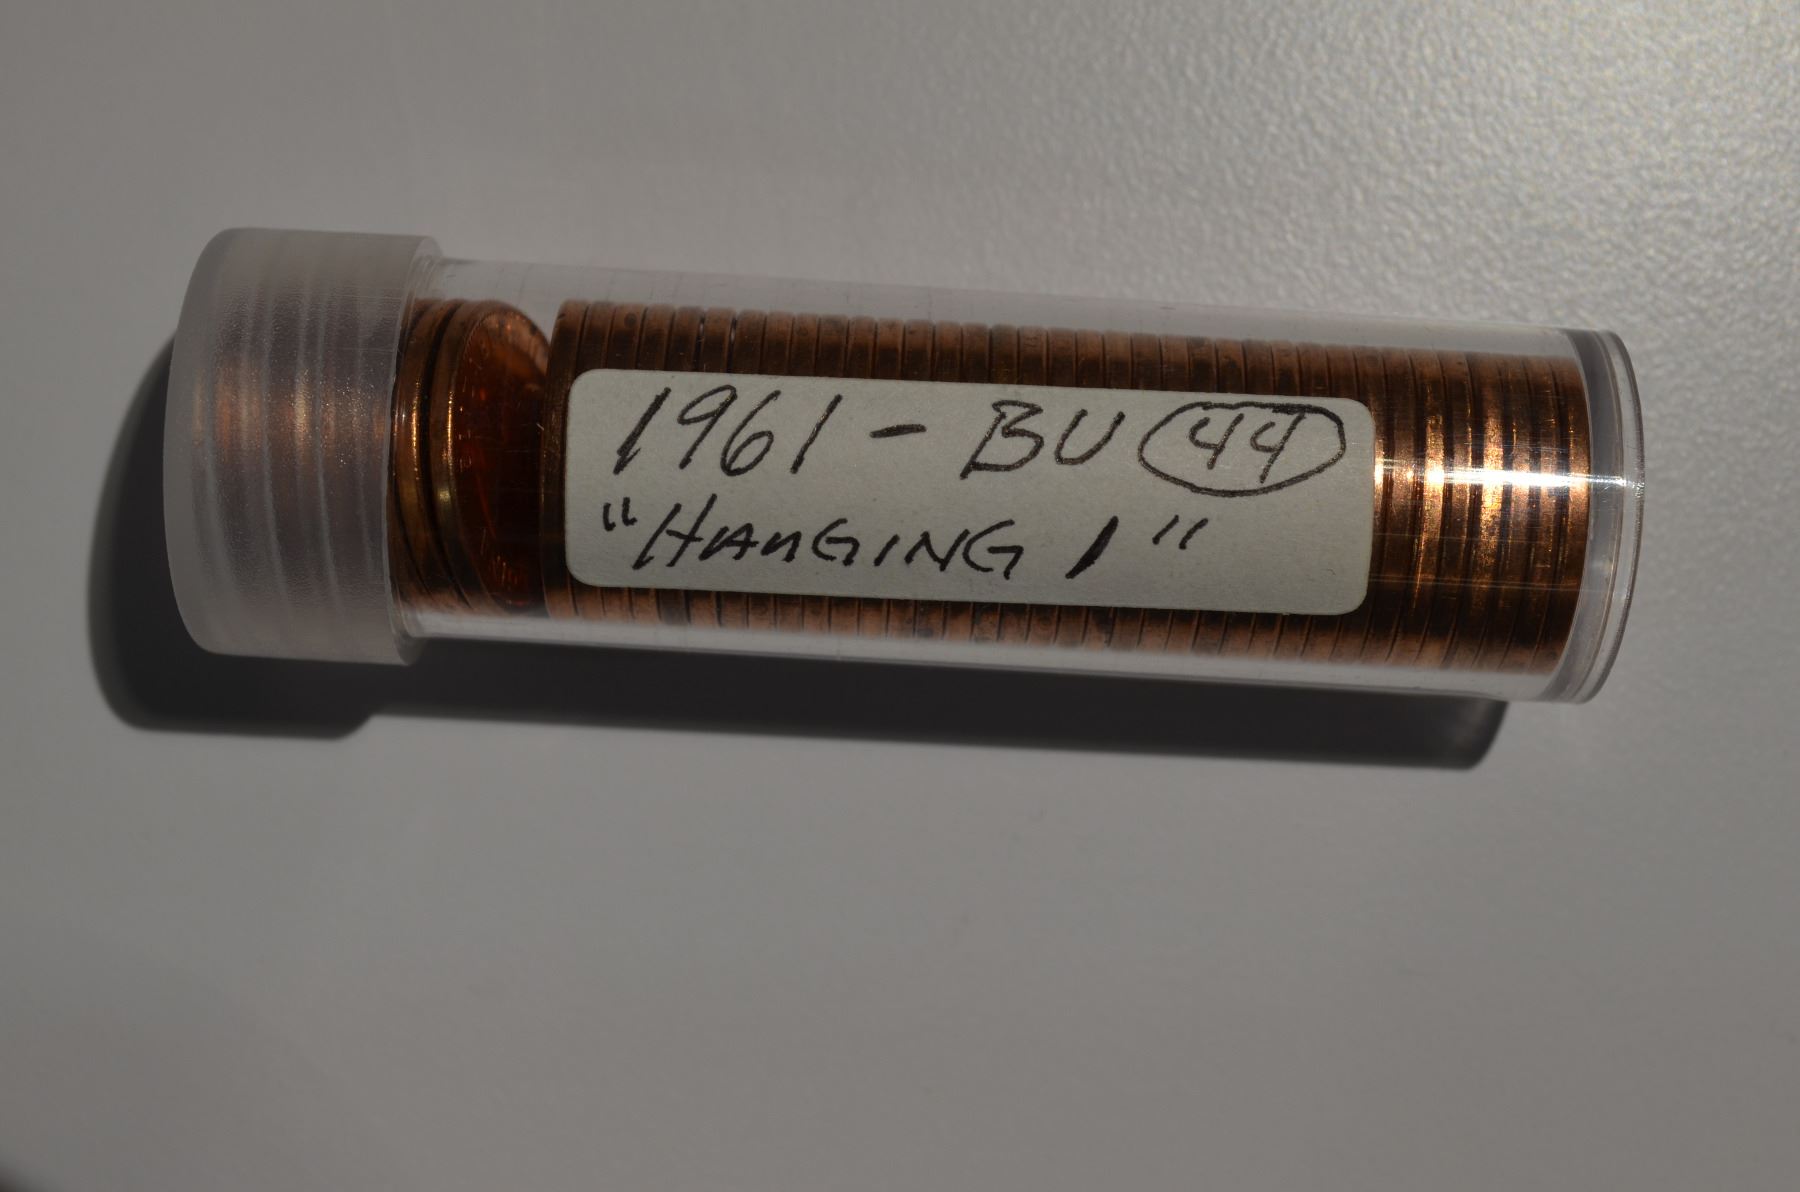 1961 - BU 44
"HANGING 1"